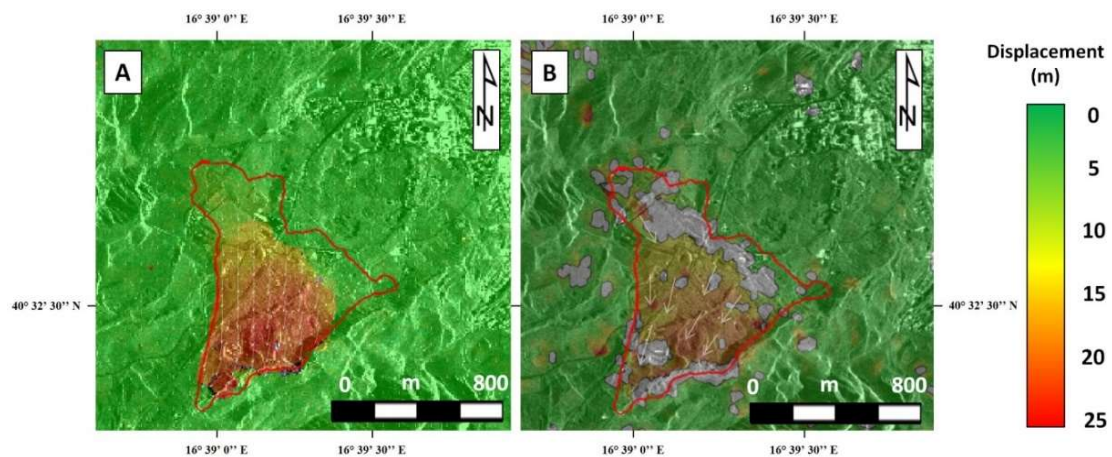 16° 39 0’’ E 16° 39’ 30’’ E 16° 39 0’’ E 16° 39’ 30’’ E
A
N
B
N
Displacement
(m)
0
5
10
15
20
25
40° 32’ 30’’ N
40° 32’ 30’’ N
0 m 800
0 m 800
16° 39 0’’ E 16° 39’ 30’’ E 16° 39 0’’ E 16° 39’ 30’’ E